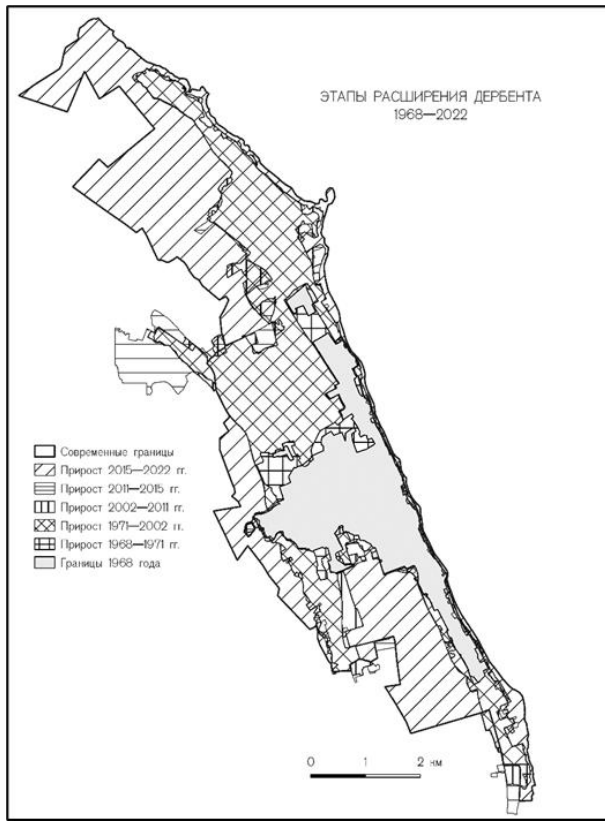 ЭТАПЫ РАСШИРЕНИЯ ДЕРБЕНТА
1968—2022
Современные границы
Прирост 2015—2022 гг.
Прирост 2011—2015 гг.
Прирост 2002—2011 гг.
Прирост 1971—2002 гг.
Прирост 1968—1971 гг.
Границы 1968 года
0 1 2 км